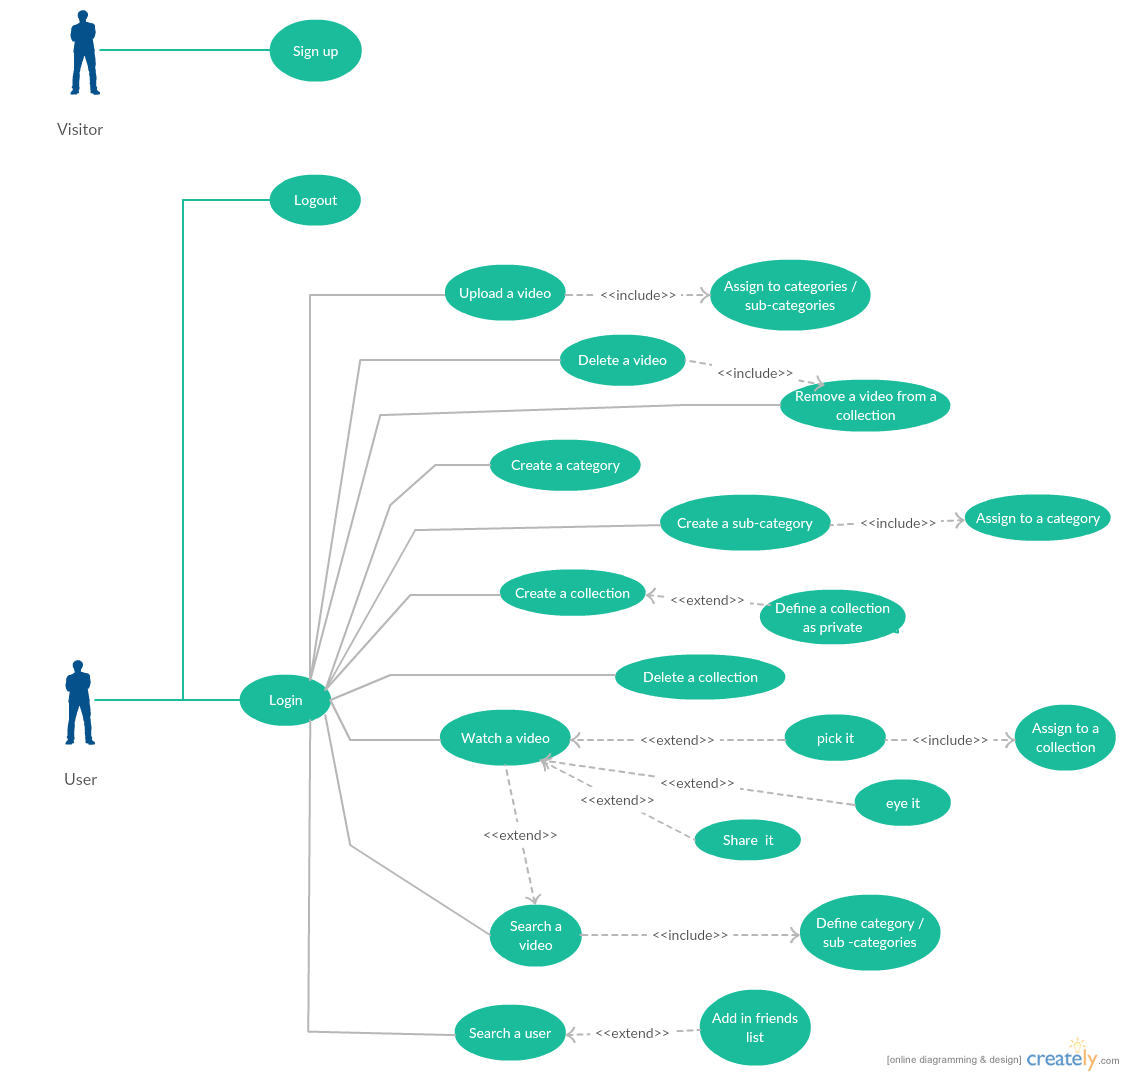 Sign up
Visitor
Logout
Upload a video
<<include>>
Assign to categories /
sub-categories
Delete a video
<<include>>
Remove a video from a
collection
Create a category
Create a sub-category
<<include>>
Assign to a category
Create a collection
<<extend>>
Define a collection
as private
Delete a collection
Login
User
Watch a video
<<extend>>
pick it
<<include>>
Assign to a
collection
<<extend>>
eye it
<<extend>>
Share it
<<extend>>
Search a
video
<<include>>
Define category /
sub -categories
Search a user
<<extend>>
Add in friends
list
[online diagramming & design] creately.com